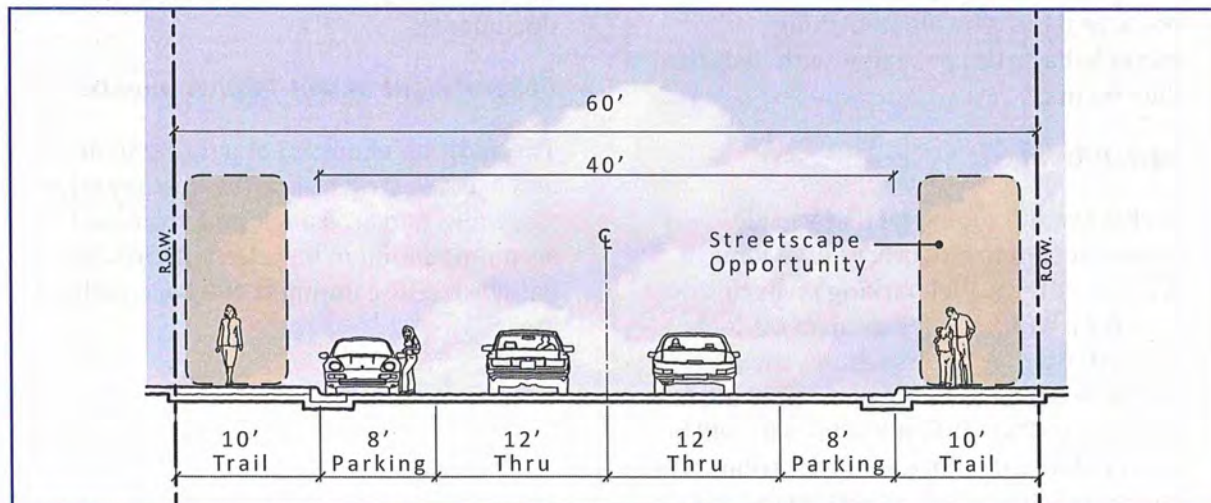 60'
40'
R.O.W.
℄
Streetscape
Opportunity
R.O.W.
10' 8' 12' 12' 8' 10'
Trail Parking Thru Thru Parking Trail